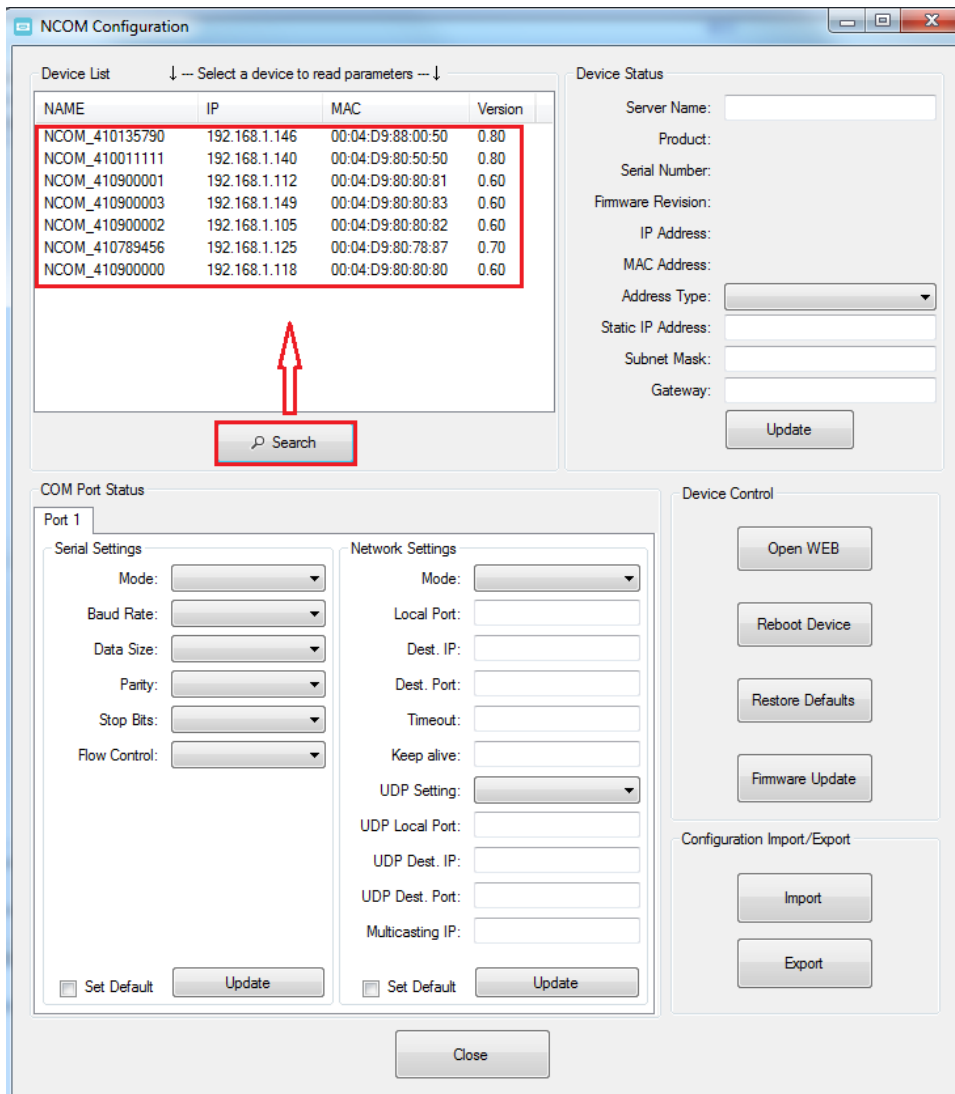 NCOM Configuration
Device List ↓ --- Select a device to read parameters --- ↓
NAME IP MAC Version
NCOM_410135790 192.168.1.146 00:04:D9:88:00:50 0.80
NCOM_410011111 192.168.1.140 00:04:D9:80:50:50 0.80
NCOM_410900001 192.168.1.112 00:04:D9:80:80:81 0.60
NCOM_410900003 192.168.1.149 00:04:D9:80:80:83 0.60
NCOM_410900002 192.168.1.105 00:04:D9:80:80:82 0.60
NCOM_410789456 192.168.1.125 00:04:D9:80:78:87 0.70
NCOM_410900000 192.168.1.118 00:04:D9:80:80:80 0.60
Search
Device Status
Server Name:
Product:
Serial Number:
Firmware Revision:
IP Address:
MAC Address:
Address Type:
Static IP Address:
Subnet Mask:
Gateway:
Update
COM Port Status
Port 1
Serial Settings
Mode:
Baud Rate:
Data Size:
Parity:
Stop Bits:
Flow Control:
Set Default Update
Network Settings
Mode:
Local Port:
Dest. IP:
Dest. Port:
Timeout:
Keep alive:
UDP Setting:
UDP Local Port:
UDP Dest. IP:
UDP Dest. Port:
Multicasting IP:
Set Default Update
Device Control
Open WEB
Reboot Device
Restore Defaults
Firmware Update
Configuration Import/Export
Import
Export
Close